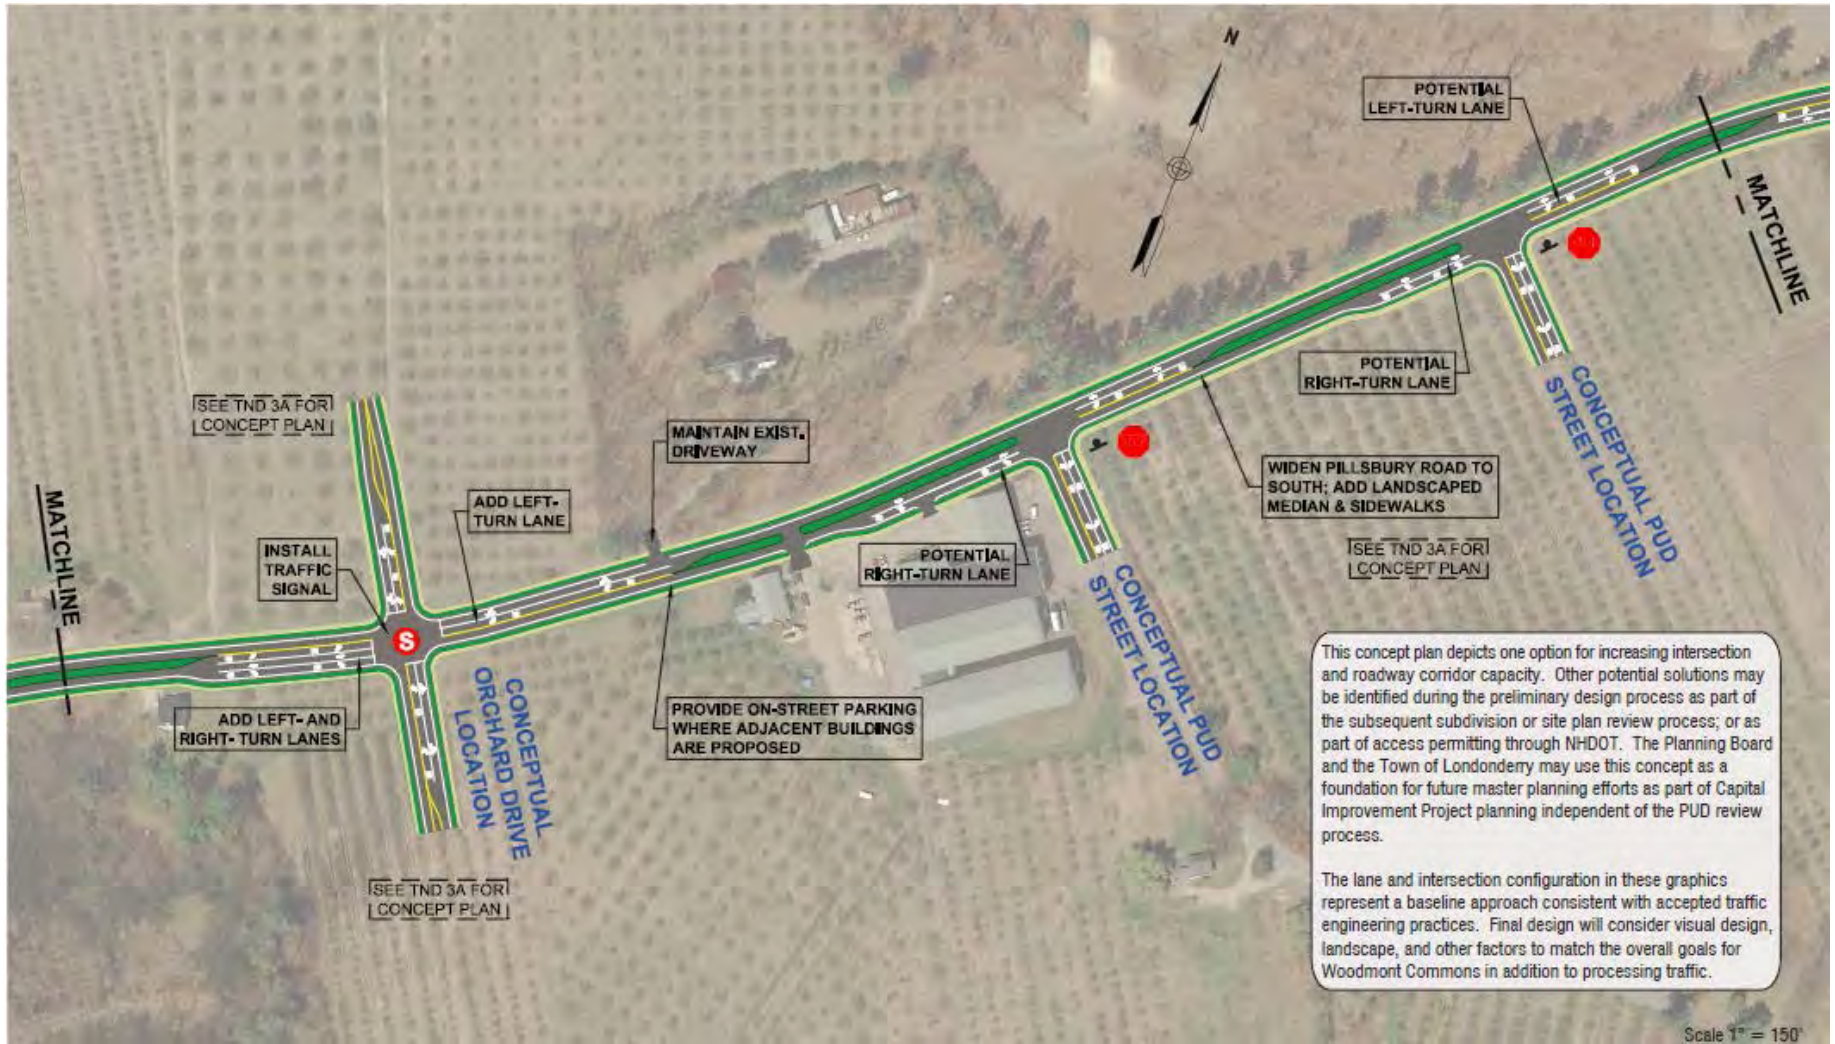 N
POTENTIAL
LEFT-TURN LANE
MATCHLINE
SEE TND 3A FOR
CONCEPT PLAN
MAINTAIN EXIST.
DRIVEWAY
POTENTIAL
RIGHT-TURN LANE
CONCEPTUAL PUD
STREET LOCATION
ADD LEFT-
TURN LANE
WIDEN PILLSBURY ROAD TO
SOUTH; ADD LANDSCAPED
MEDIAN & SIDEWALKS
MATCHLINE
INSTALL
TRAFFIC
SIGNAL
POTENTIAL
RIGHT-TURN LANE
SEE TND 3A FOR
CONCEPT PLAN
CONCEPTUAL PUD
STREET LOCATION
S
ADD LEFT- AND
RIGHT- TURN LANES
CONCEPTUAL
ORCHARD DRIVE
LOCATION
PROVIDE ON-STREET PARKING
WHERE ADJACENT BUILDINGS
ARE PROPOSED
SEE TND 3A FOR
CONCEPT PLAN
This concept plan depicts one option for increasing intersection
and roadway corridor capacity. Other potential solutions may
be identified during the preliminary design process as part of
the subsequent subdivision or site plan review process; or as
part of access permitting through NHDOT. The Planning Board
and the Town of Londonderry may use this concept as a
foundation for future master planning efforts as part of Capital
Improvement Project planning independent of the PUD review
process.
The lane and intersection configuration in these graphics
represent a baseline approach consistent with accepted traffic
engineering practices. Final design will consider visual design,
landscape, and other factors to match the overall goals for
Woodmont Commons in addition to processing traffic.
Scale 1" = 150'